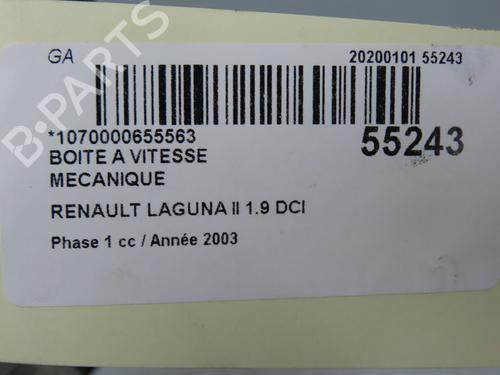 GA 20200101 55243
*1070000655563
55243
BOITE A VITESSE
MECANIQUE
RENAULT LAGUNA II 1.9 DCI
Phase 1 cc / Année 2003
B-PARTS